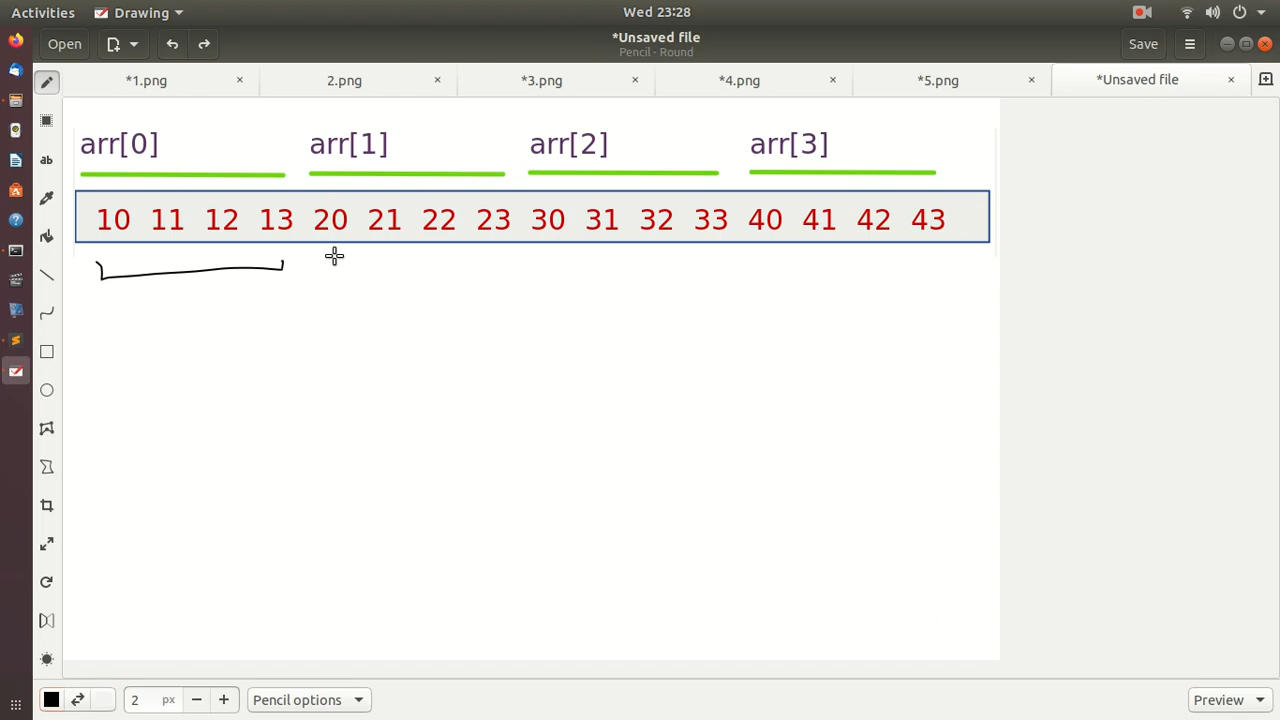 Activities Drawing Wed 23:28
Open *Unsaved file Save
Pencil - Round
*1.png × 2.png × *3.png × *4.png × *5.png × *Unsaved file ×
arr[0] arr[1] arr[2] arr[3]
ab
10 11 12 13 20 21 22 23 30 31 32 33 40 41 42 43
2 px − + Pencil options Preview